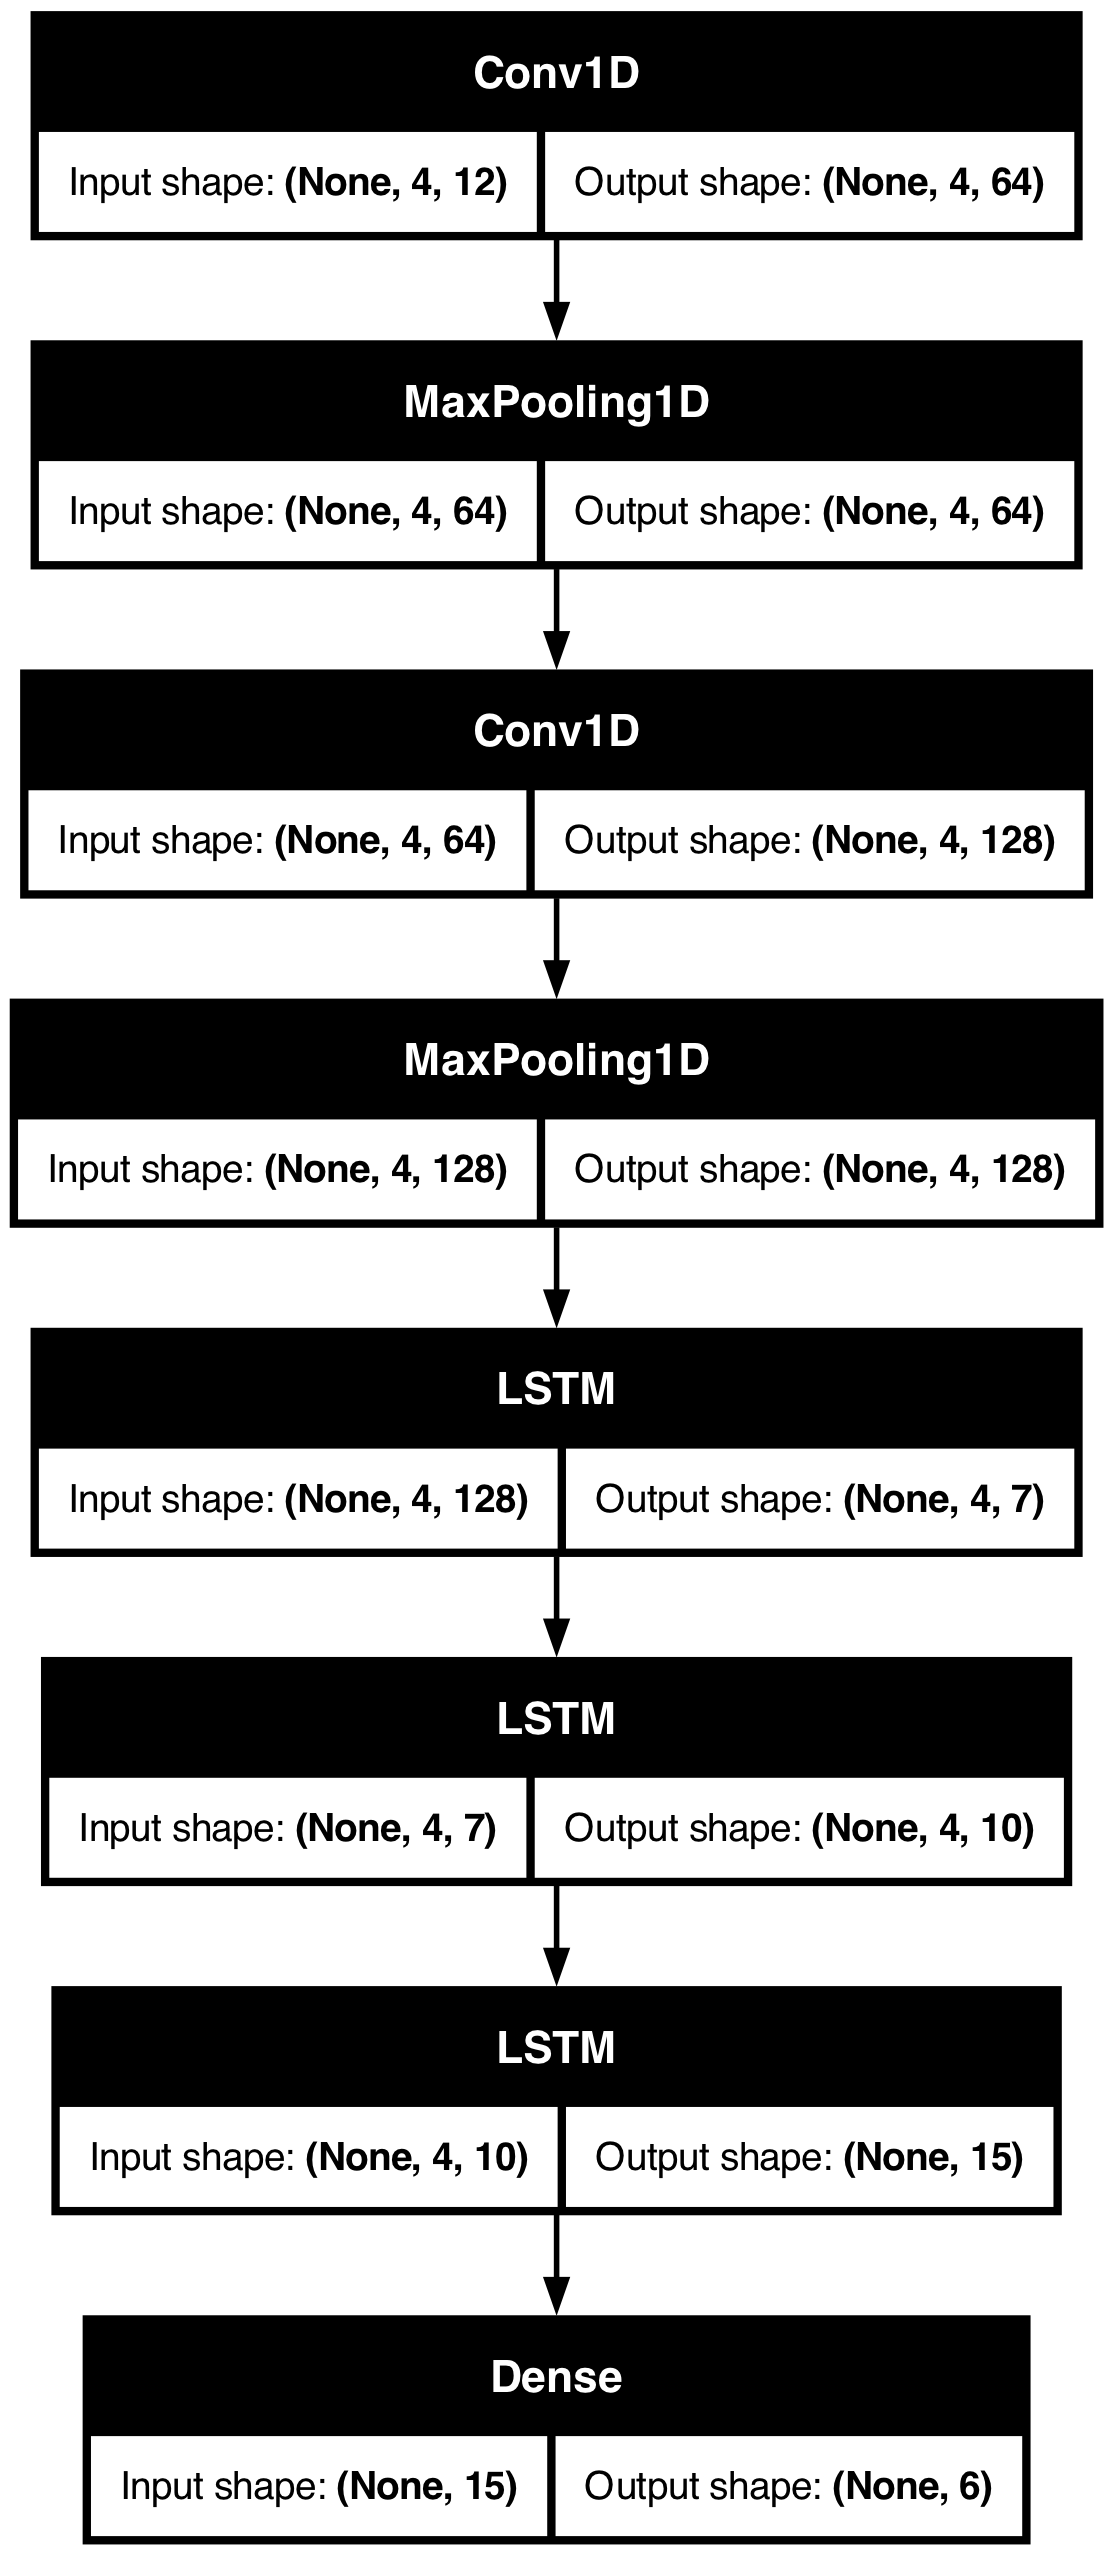 Conv1D
Input shape: (None, 4, 12) Output shape: (None, 4, 64)
MaxPooling1D
Input shape: (None, 4, 64) Output shape: (None, 4, 64)
Conv1D
Input shape: (None, 4, 64) Output shape: (None, 4, 128)
MaxPooling1D
Input shape: (None, 4, 128) Output shape: (None, 4, 128)
LSTM
Input shape: (None, 4, 128) Output shape: (None, 4, 7)
LSTM
Input shape: (None, 4, 7) Output shape: (None, 4, 10)
LSTM
Input shape: (None, 4, 10) Output shape: (None, 15)
Dense
Input shape: (None, 15) Output shape: (None, 6)